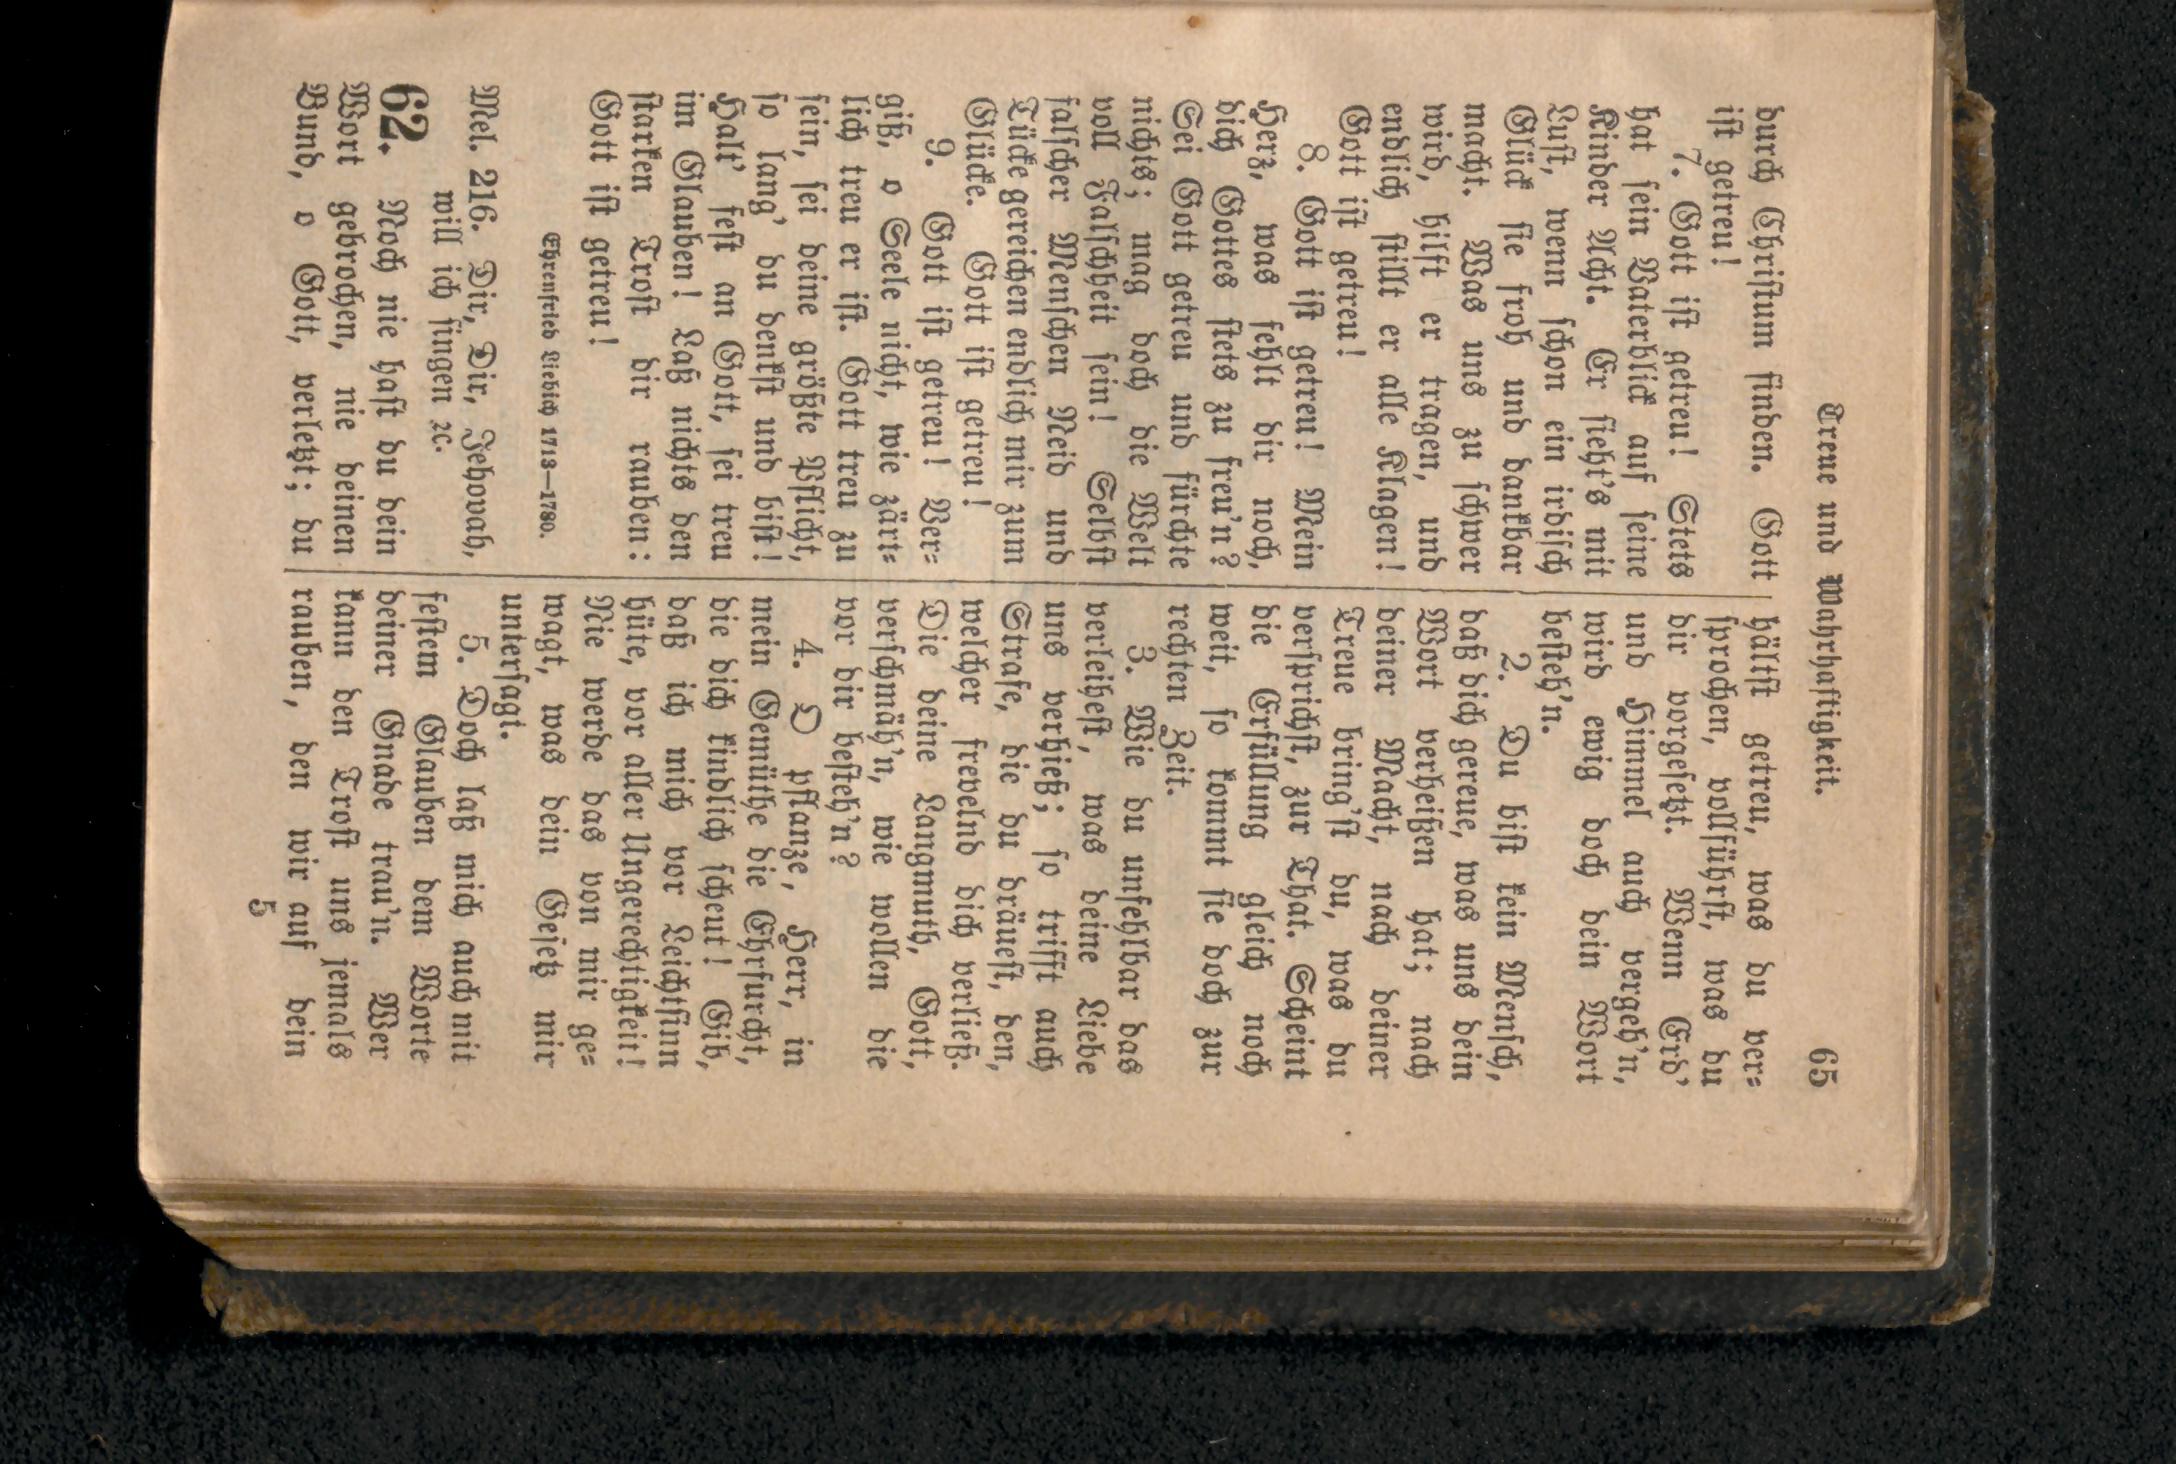 Treue und Wahrhaftigkeit. 65
durch Christum finden. Gott
ist getreu!
7. Gott ist getreu! Stets
hat sein Vaterblick auf seine
Kinder Acht. Er sieht's mit
Lust, wenn schon ein irdisch
Glück sie froh und dankbar
macht. Was uns zu schwer
wird, hilft er tragen, und
endlich stillt er alle Klagen!
Gott ist getreu!
8. Gott ist getreu! Mein
Herz, was fehlt dir noch,
dich Gottes stets zu freu'n?
Sei Gott getreu und fürchte
nichts; mag doch die Welt
voll Falschheit sein! Selbst
falscher Menschen Neid und
Tücke gereichen endlich mir zum
Glücke. Gott ist getreu!
9. Gott ist getreu! Ver-
giß, o Seele nicht, wie zärt-
lich treu er ist. Gott treu zu
sein, sei deine größte Pflicht,
so lang' du denkst und bist!
Halt' fest an Gott, sei treu
im Glauben! Laß nichts den
starken Trost dir rauben:
Gott ist getreu!
Ehrenfried Liebich 1713—1780.
Mel. 216. Dir, Dir, Jehovah,
will ich singen ꝛc.
62. Noch nie hast du dein
Wort gebrochen, nie deinen
Bund, o Gott, verletzt; du
hältst getreu, was du ver-
sprochen, vollführst, was du
dir vorgesetzt. Wenn Erd'
und Himmel auch vergeh'n,
wird ewig doch dein Wort
besteh'n.
2. Du bist kein Mensch,
daß dich gereue, was uns dein
Wort verheißen hat; nach
deiner Macht, nach deiner
Treue bring'st du, was du
versprichst, zur That. Scheint
die Erfüllung gleich noch
weit, so kommt sie doch zur
rechten Zeit.
3. Wie du unfehlbar das
verleihest, was deine Liebe
uns verhieß; so trifft auch
Strafe, die du dräuest, den,
welcher frevelnd dich verließ.
Die deine Langmuth, Gott,
verschmäh'n, wie wollen die
vor dir besteh'n?
4. O pflanze, Herr, in
mein Gemüthe die Ehrfurcht,
die dich kindlich scheut! Gib,
daß ich mich vor Leichtsinn
hüte, vor aller Ungerechtigkeit!
Nie werde das von mir ge-
wagt, was dein Gesetz mir
untersagt.
5. Doch laß mich auch mit
festem Glauben dem Worte
deiner Gnade trau'n. Wer
kann den Trost uns jemals
rauben, den wir auf dein
5